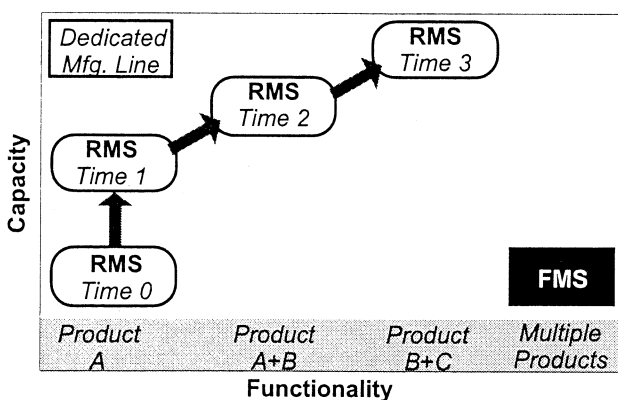 Dedicated
Mfg. Line
RMS
Time 3
RMS
Time 2
RMS
Time 1
RMS
Time 0
FMS
Capacity
Product
A
Product
A+B
Product
B+C
Multiple
Products
Functionality